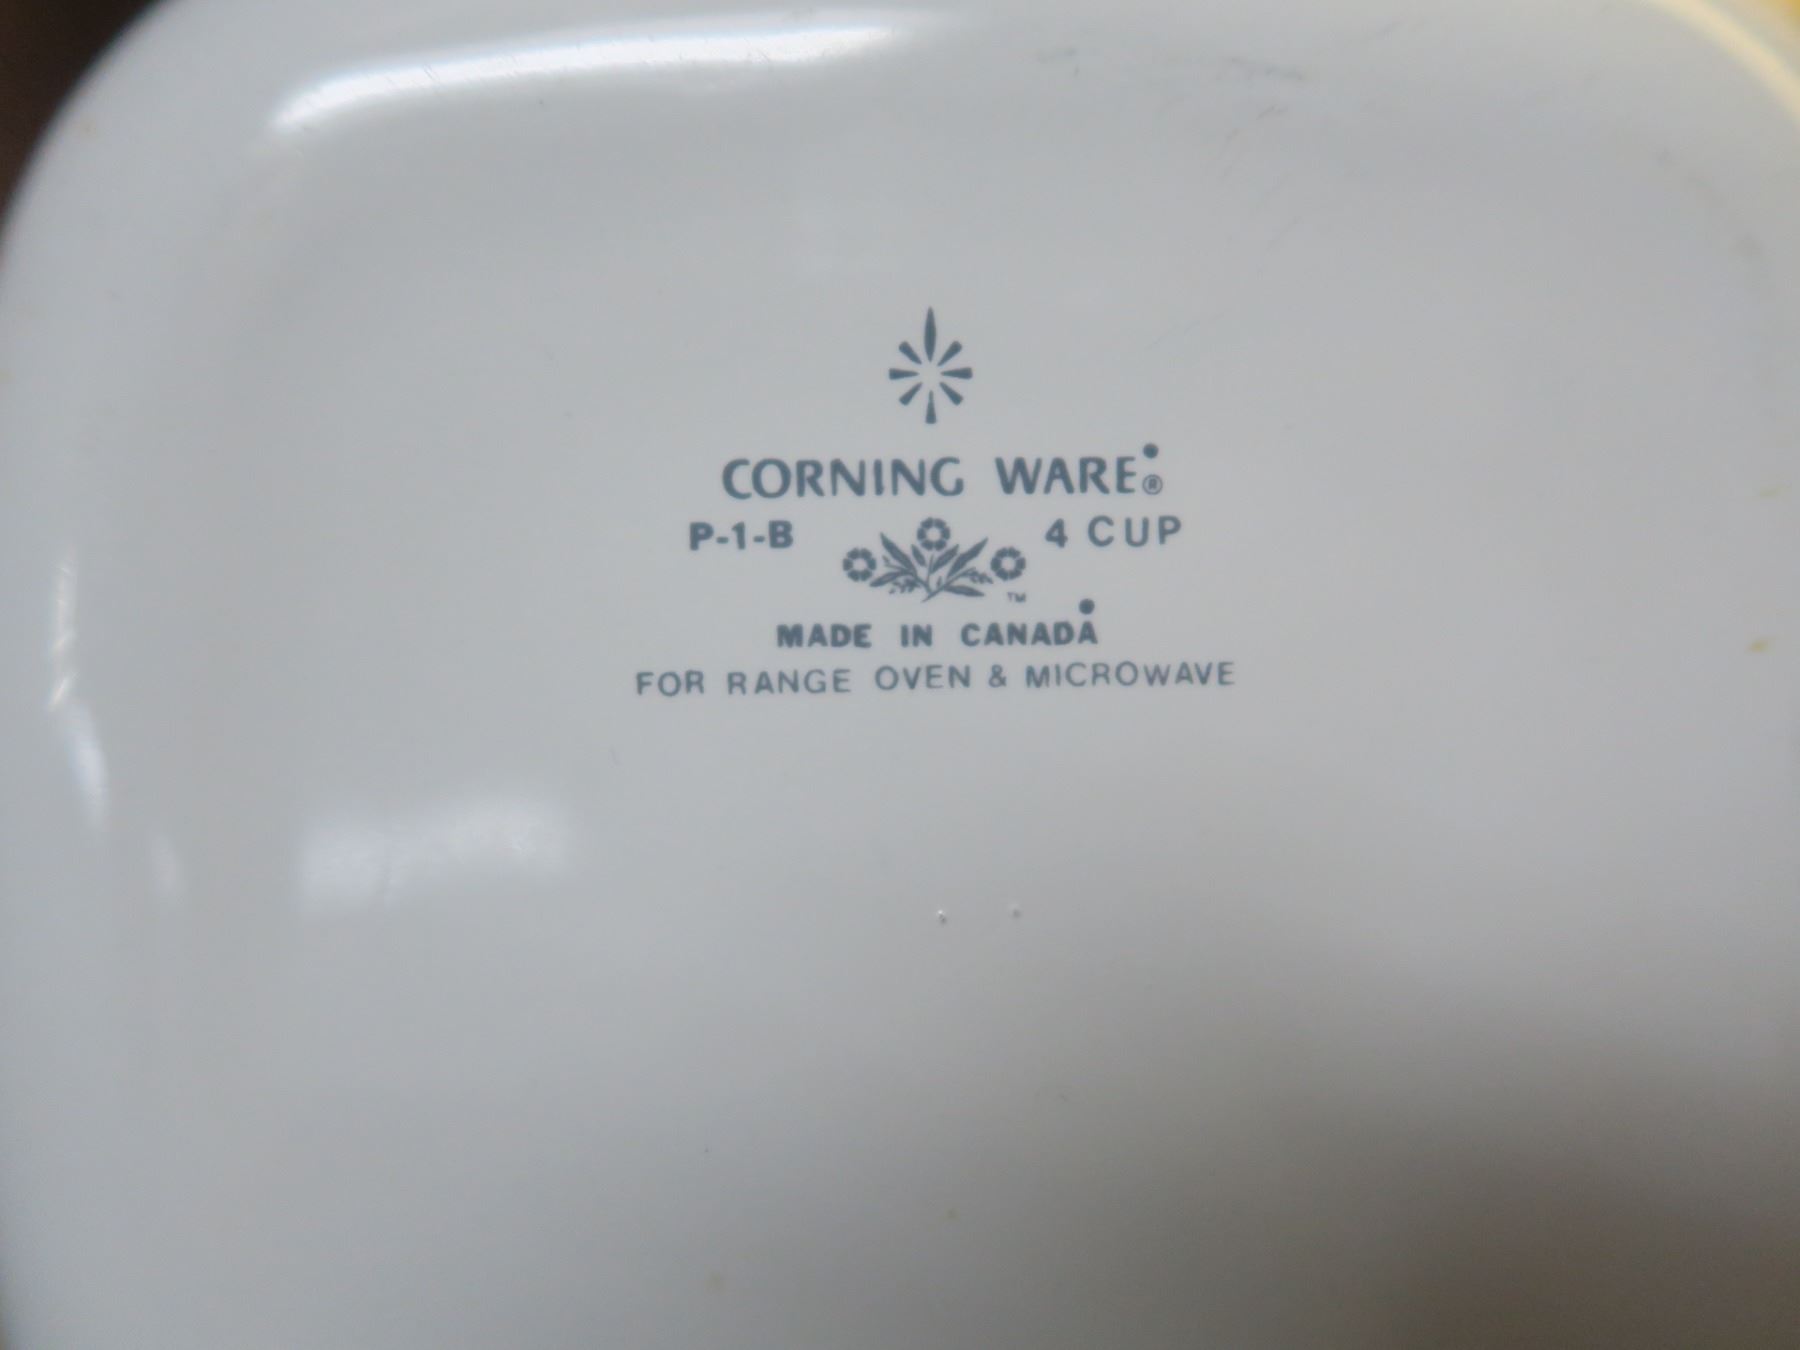 CORNING WARE®
P-1-B 4 CUP
TM
MADE IN CANADA
FOR RANGE OVEN & MICROWAVE